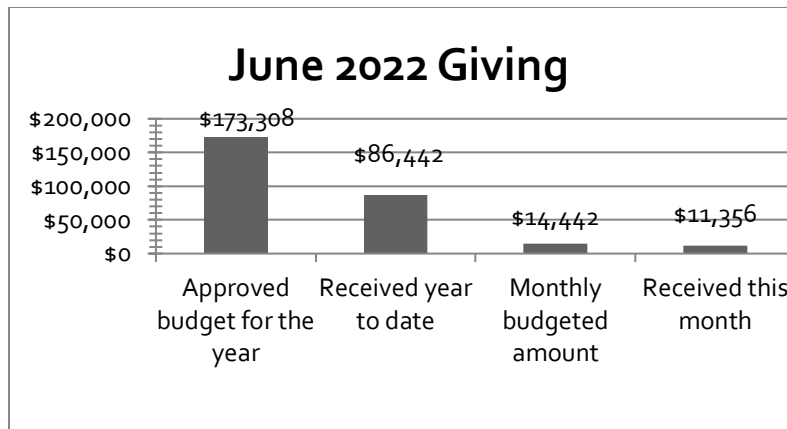 June 2022 Giving
$200,000
$150,000
$100,000
$50,000
$0
$173,308
$86,442
$14,442
$11,356
Approved
budget for the
year
Received year
to date
Monthly
budgeted
amount
Received this
month